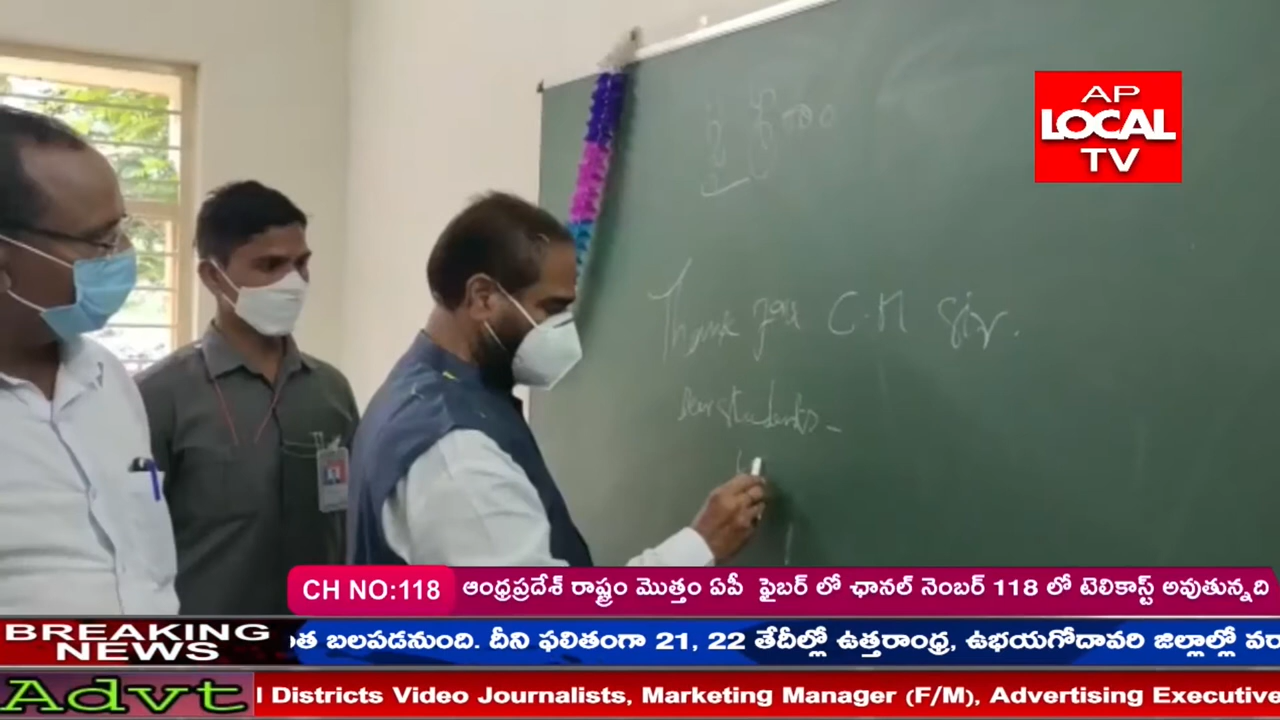 AP
LOCAL
TV
Thank you C.M Sir.
Dear students -
CH NO:118 ఆంధ్రప్రదేశ్ రాష్ట్రం మొత్తం ఏపీ ఫైబర్ లో ఛానల్ నెంబర్ 118 లో టెలికాస్ట్ అవుతున్నది
BREAKING NEWS బలపడనుంది. దీని ఫలితంగా 21, 22 తేదీల్లో ఉత్తరాంధ్ర, ఉభయగోదావరి జిల్లాల్లో
Advt Districts Video Journalists, Marketing Manager (F/M), Advertising Executive